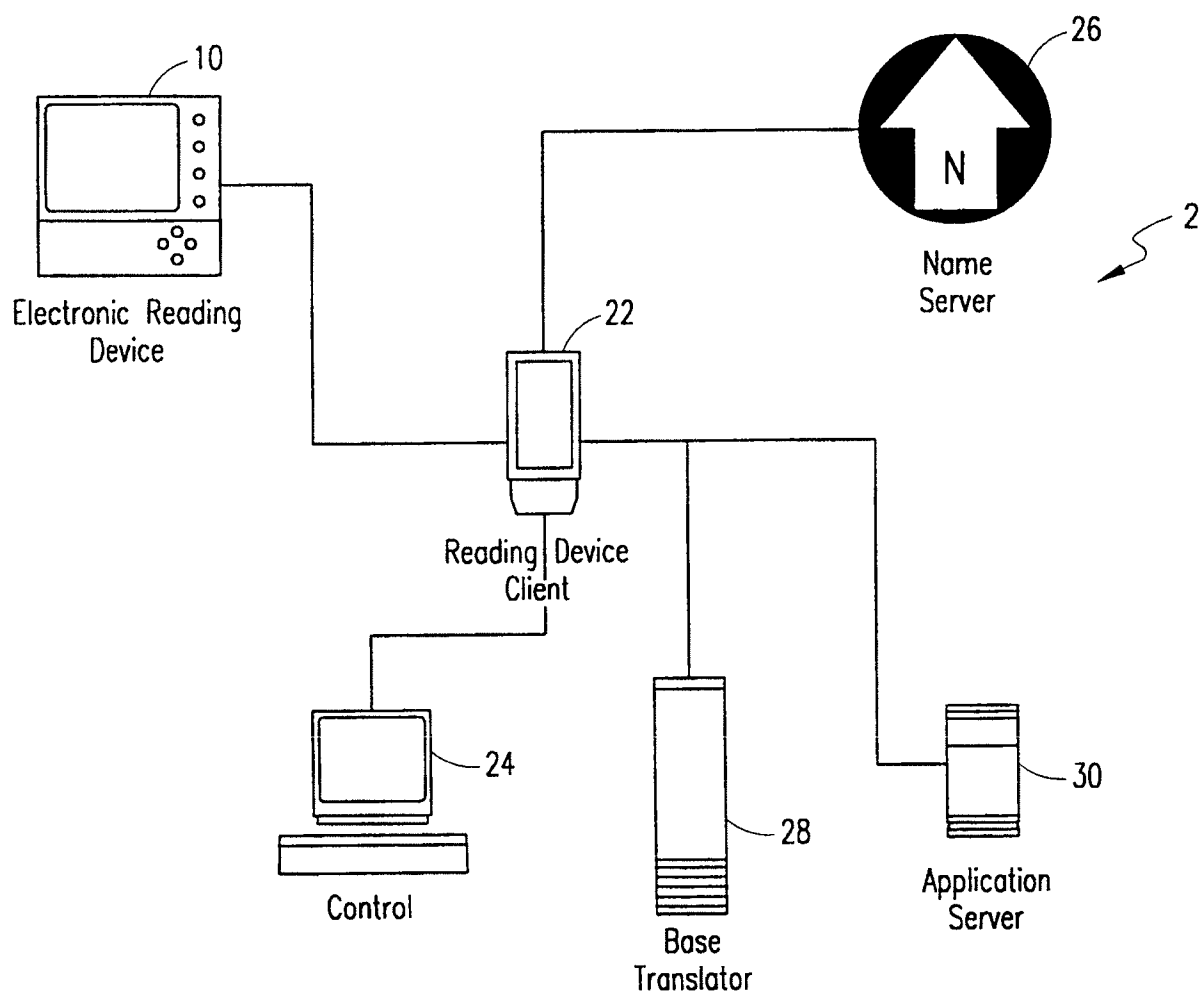 10
Electronic Reading
Device
26
N
Name
Server
2
22
Reading Device
Client
24
Control
28
Base
Translator
30
Application
Server